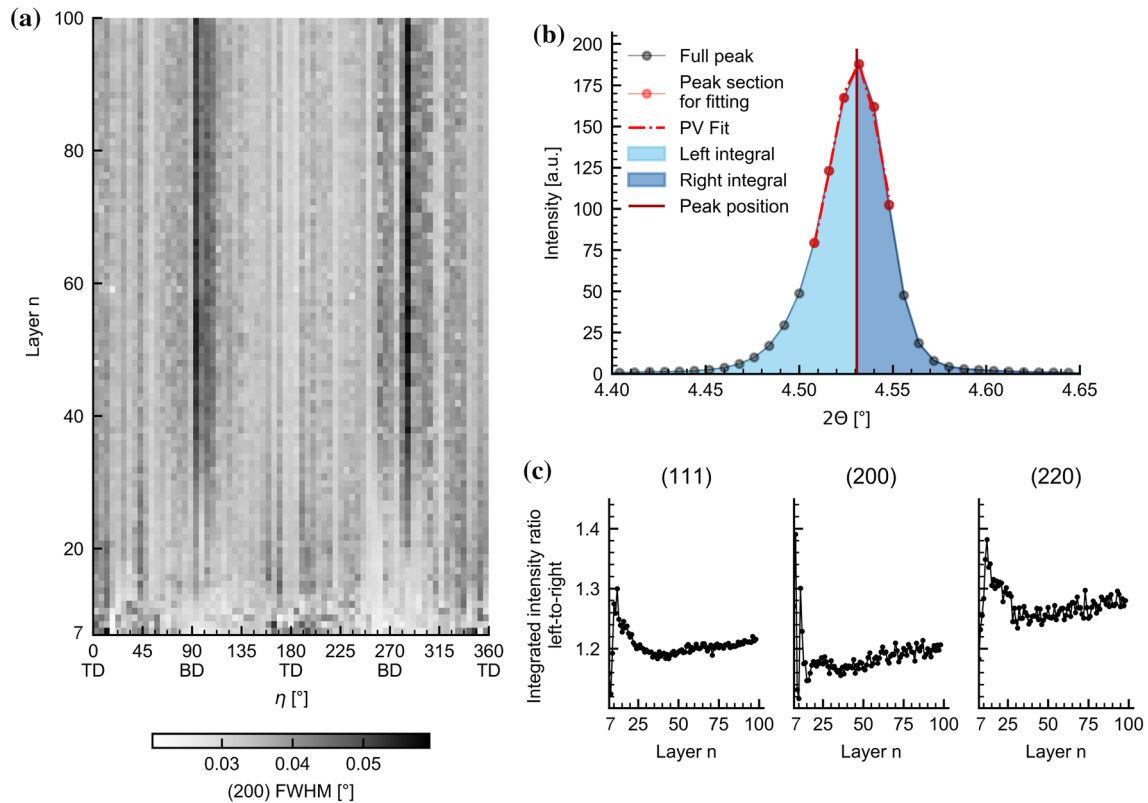 (a)
100
80
60
40
20
7
Layer n
0 45 90 135 180 225 270 315 360
TD BD TD BD TD
η [°]
0.03 0.04 0.05
(200) FWHM [°]
(b)
200
175
150
125
100
75
50
25
0
Intensity [a.u.]
Full peak
Peak section
for fitting
PV Fit
Left integral
Right integral
Peak position
4.40 4.45 4.50 4.55 4.60 4.65
2Θ [°]
(c)
(111) (200) (220)
Integrated intensity ratio
left-to-right
1.4
1.3
1.2
7 25 50 75 100 7 25 50 75 100 7 25 50 75 100
Layer n Layer n Layer n